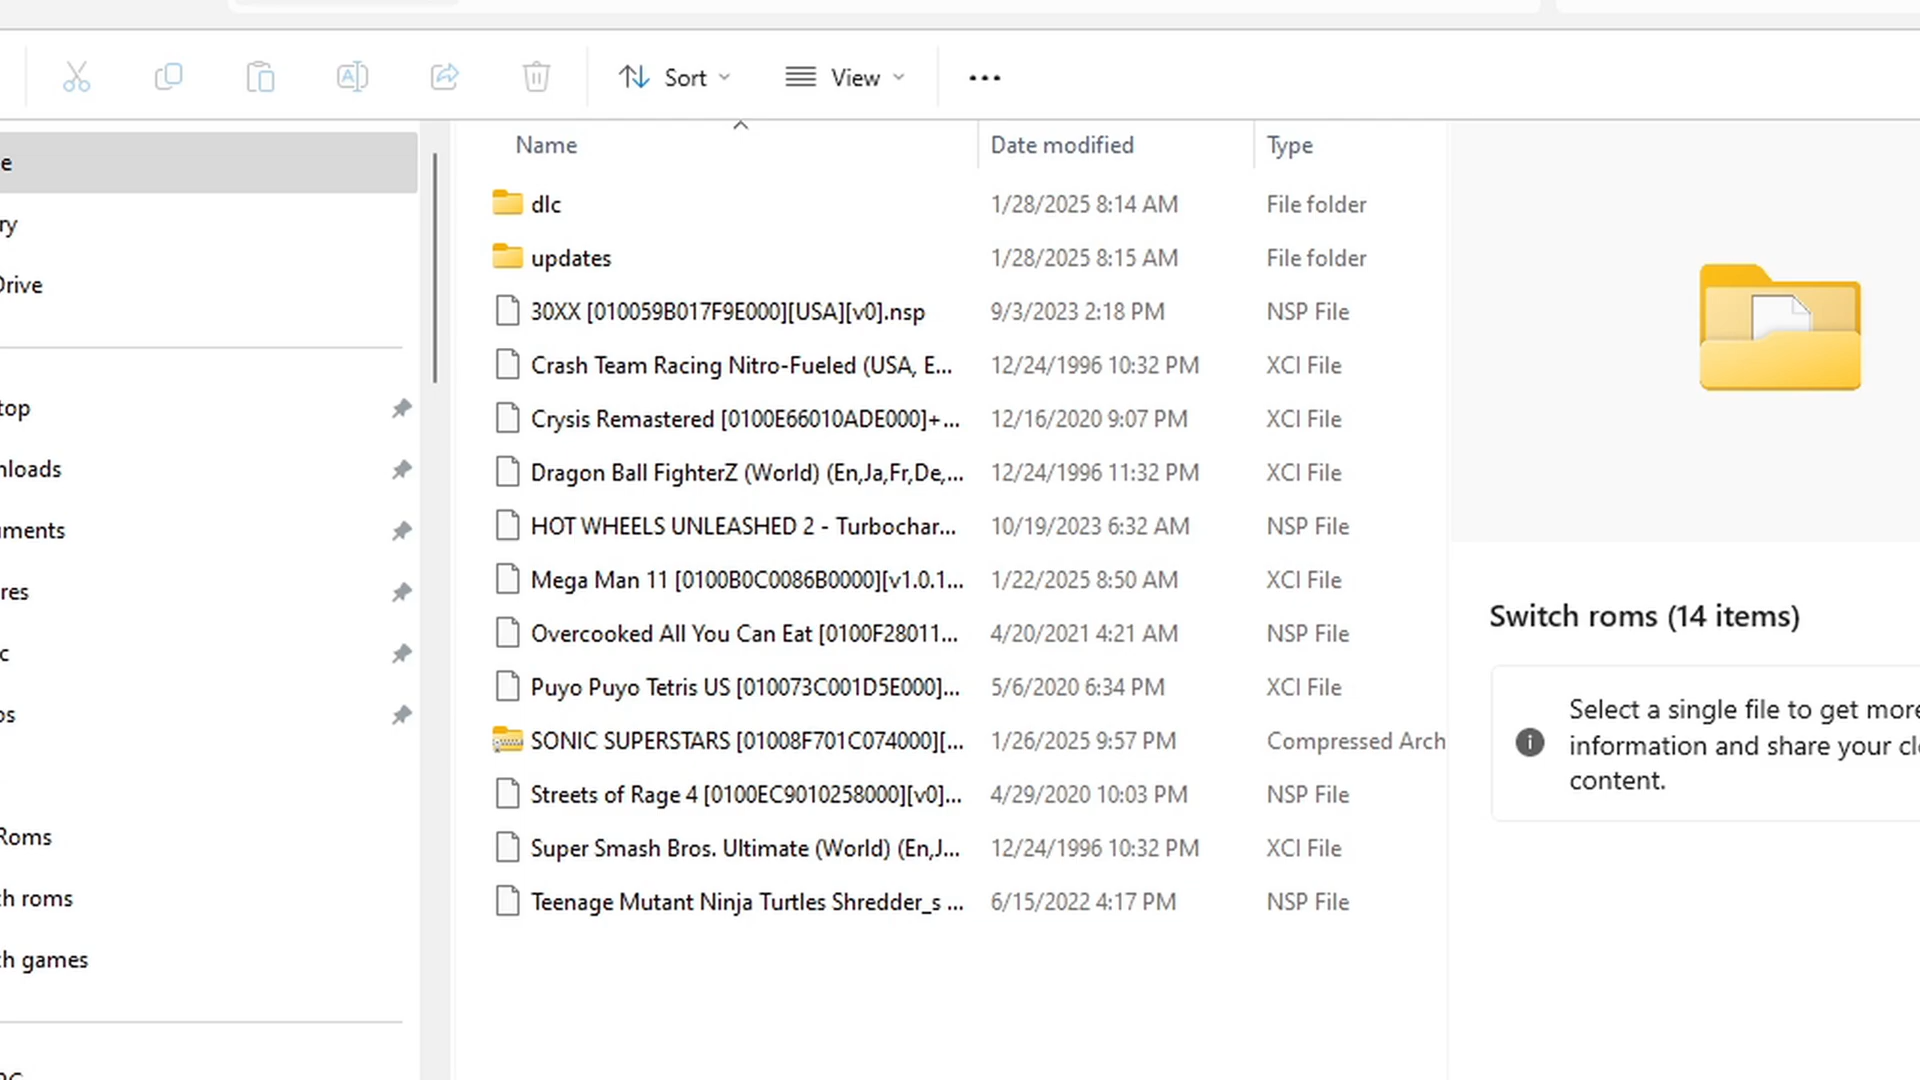 Sort
View
Name
Date modified
Type
dlc 1/28/2025 8:14 AM File folder
updates 1/28/2025 8:15 AM File folder
30XX [010059B017F9E000][USA][v0].nsp 9/3/2023 2:18 PM NSP File
Crash Team Racing Nitro-Fueled (USA, E... 12/24/1996 10:32 PM XCI File
Crysis Remastered [0100E66010ADE000]+... 12/16/2020 9:07 PM XCI File
Dragon Ball FighterZ (World) (En,Ja,Fr,De,... 12/24/1996 11:32 PM XCI File
HOT WHEELS UNLEASHED 2 - Turbochar... 10/19/2023 6:32 AM NSP File
Mega Man 11 [0100B0C0086B0000][v1.0.1... 1/22/2025 8:50 AM XCI File
Overcooked All You Can Eat [0100F28011... 4/20/2021 4:21 AM NSP File
Puyo Puyo Tetris US [010073C001D5E000]... 5/6/2020 6:34 PM XCI File
SONIC SUPERSTARS [01008F701C074000][... 1/26/2025 9:57 PM Compressed Arch
Streets of Rage 4 [0100EC9010258000][v0]... 4/29/2020 10:03 PM NSP File
Super Smash Bros. Ultimate (World) (En,J... 12/24/1996 10:32 PM XCI File
Teenage Mutant Ninja Turtles Shredder_s ... 6/15/2022 4:17 PM NSP File
e
ry
Drive
top
nloads
uments
res
c
os
Roms
ch roms
ch games
Switch roms (14 items)
Select a single file to get more
information and share your clo
content.